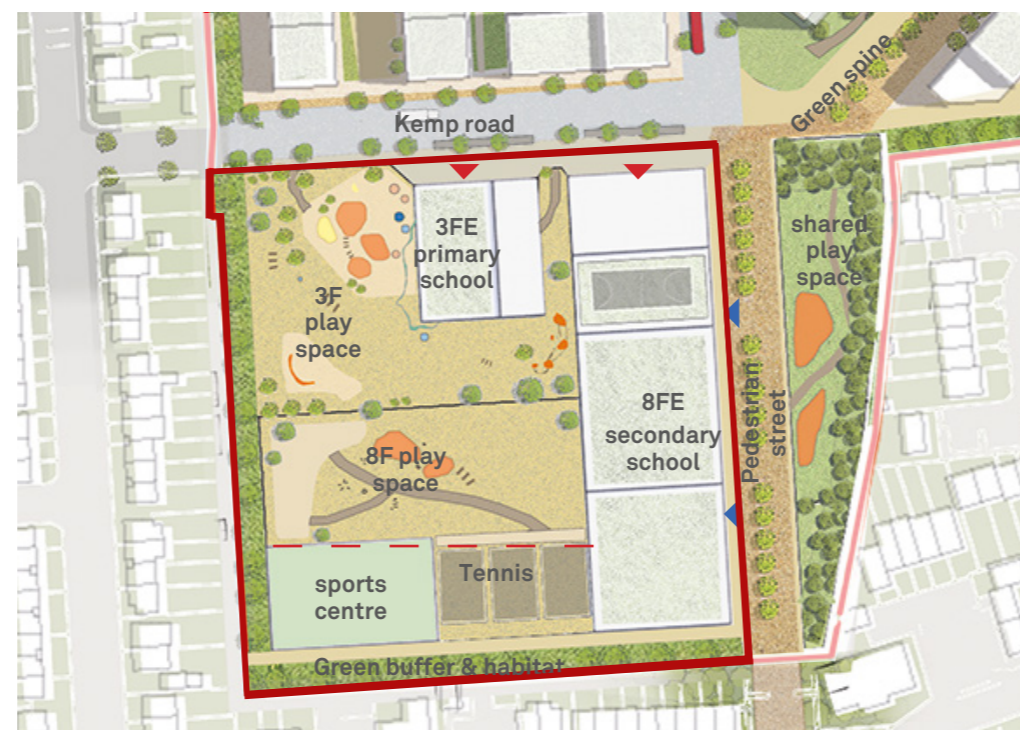 Green spine
Kemp road
3FE
primary
school
shared
play
space
3F
play
space
8FE
secondary
school
Pedestrian
street
8F play
space
Tennis
sports
centre
Green buffer & habitat